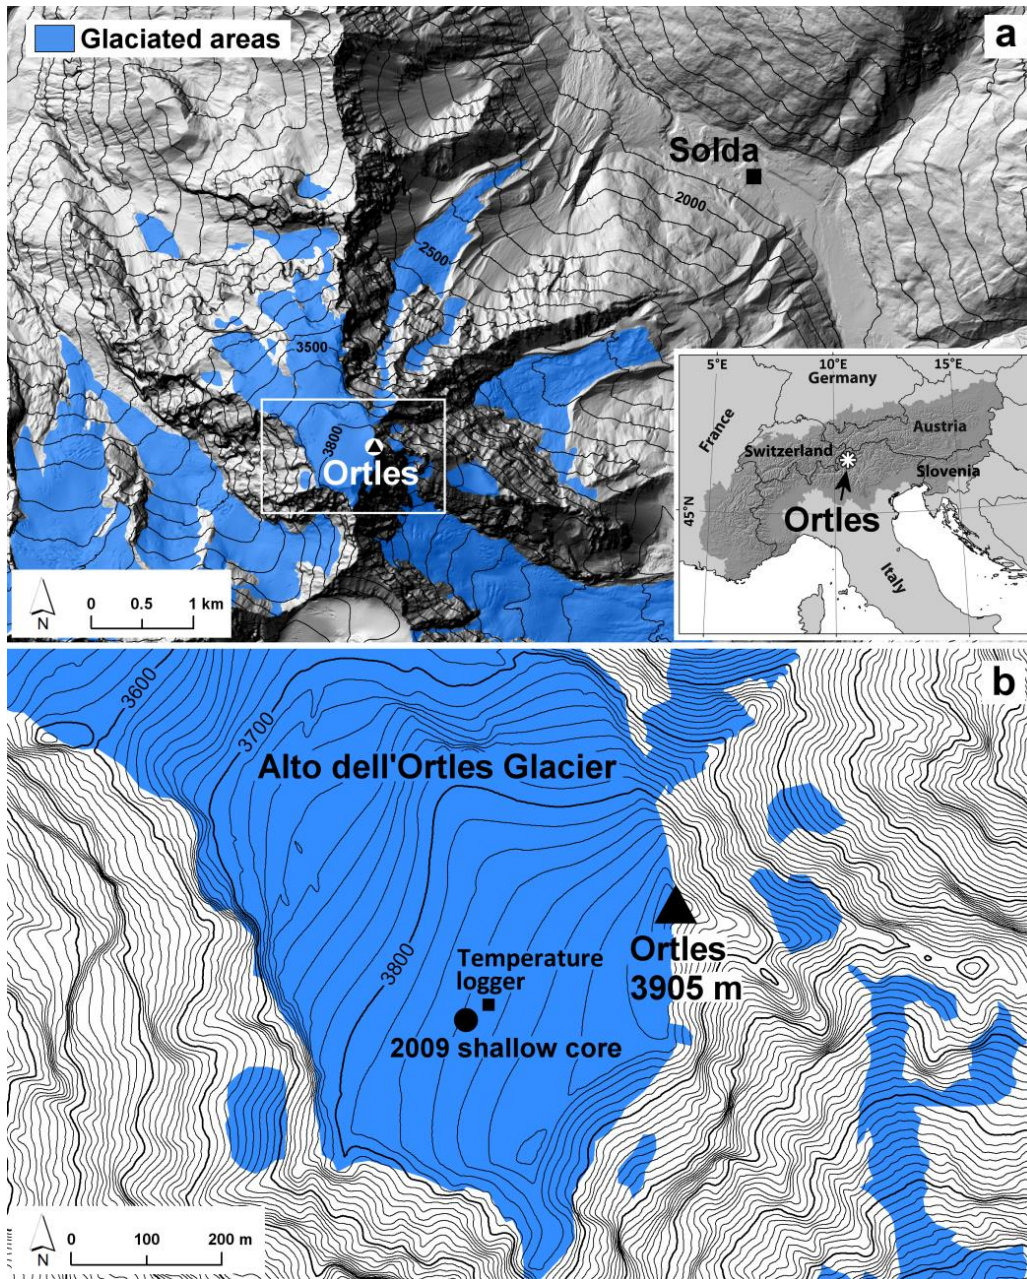 Glaciated areas
a
Solda
2000
2500
3500
3800
Ortles
N
0 0.5 1 km
5°E 10°E 15°E
Germany
France
Austria
Switzerland
Slovenia
45°N
Ortles
Italy
b
3600
3700
Alto dell'Ortles Glacier
3800
Ortles
3905 m
Temperature
logger
2009 shallow core
N
0 100 200 m